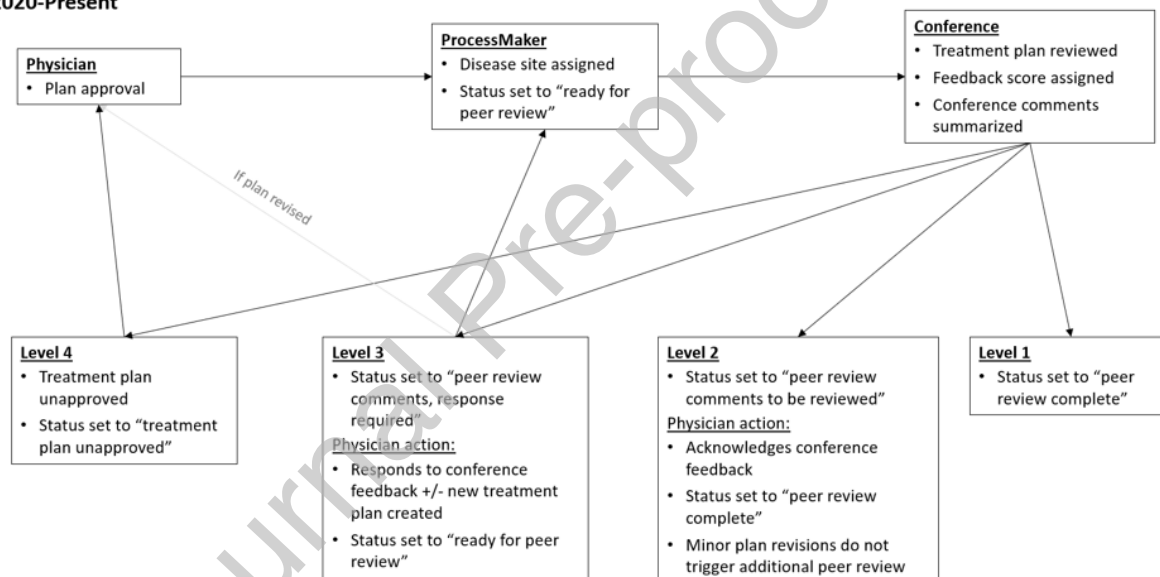 2020-Present
Physician
• Plan approval
ProcessMaker
• Disease site assigned
• Status set to “ready for
peer review”
Conference
• Treatment plan reviewed
• Feedback score assigned
• Conference comments
summarized
If plan revised
Level 4
• Treatment plan
unapproved
• Status set to “treatment
plan unapproved”
Level 3
• Status set to “peer review
comments, response
required”
Physician action:
• Responds to conference
feedback +/- new treatment
plan created
• Status set to “ready for peer
review”
Level 2
• Status set to “peer review
comments to be reviewed”
Physician action:
• Acknowledges conference
feedback
• Status set to “peer review
complete”
• Minor plan revisions do not
trigger additional peer review
Level 1
• Status set to “peer
review complete”
urnal Pre-proo